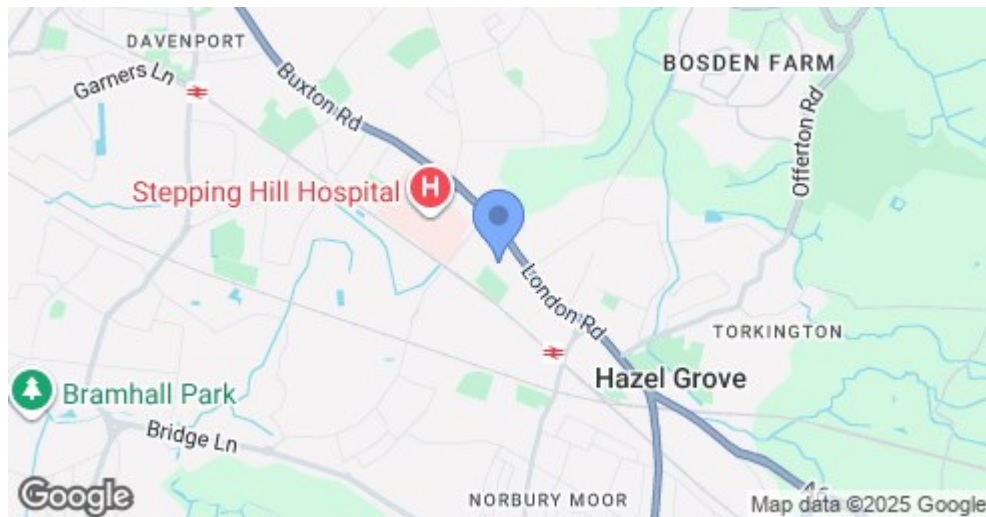 DAVENPORT
Garners Ln
Buxton Rd
BOSDEN FARM
Offerton Rd
Stepping Hill Hospital
H
London Rd
TORKINGTON
Hazel Grove
Bramhall Park
Bridge Ln
NORBURY MOOR
Google
Map data ©2025 Google